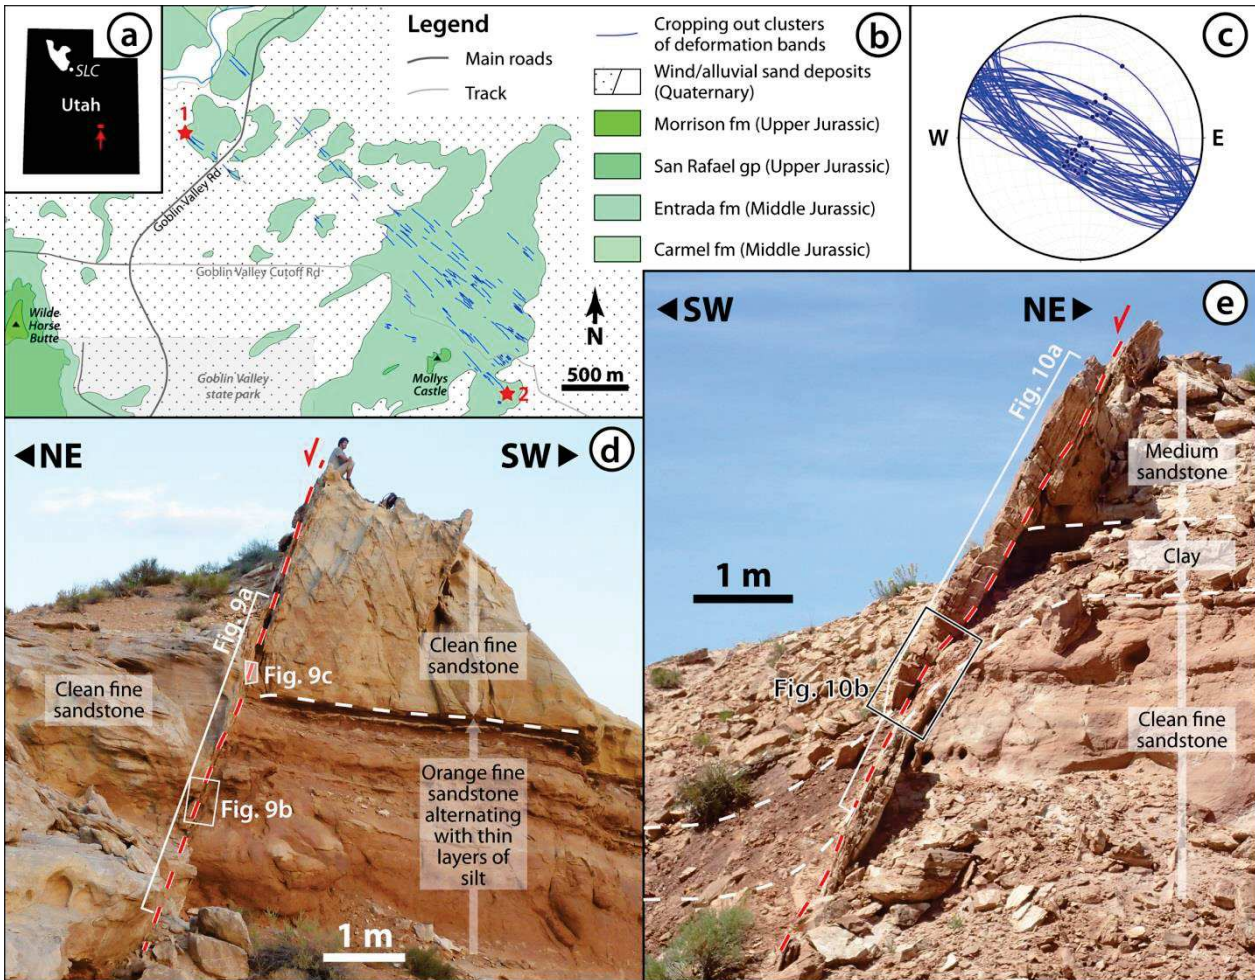 a
SLC
Utah
b
Legend
Main roads
Track
Cropping out clusters
of deformation bands
Wind/alluvial sand deposits
(Quaternary)
Morrison fm (Upper Jurassic)
San Rafael gp (Upper Jurassic)
Entrada fm (Middle Jurassic)
Carmel fm (Middle Jurassic)
1
Goblin Valley Rd
Goblin Valley Cutoff Rd
Wilde
Horse
Butte
Goblin Valley
state park
Mollys
Castle
2
N
500 m
c
W
E
d
NE
SW
Fig. 9a
Fig. 9c
Fig. 9b
Clean fine
sandstone
Clean fine
sandstone
Orange fine
sandstone
alternating
with thin
layers of
silt
1 m
e
SW
NE
Fig. 10a
Medium
sandstone
Clay
1 m
Fig. 10b
Clean fine
sandstone